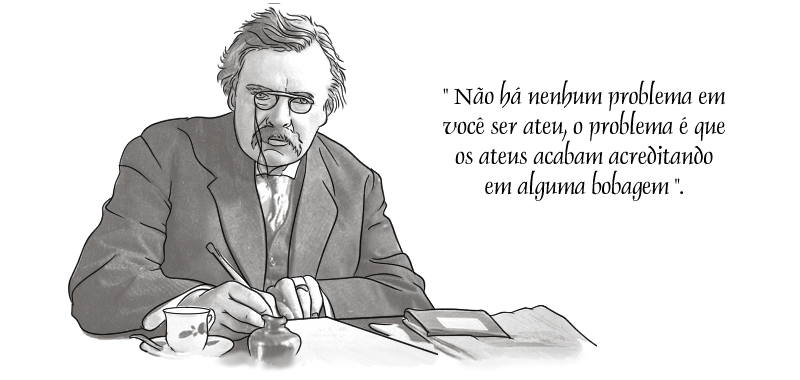 " Não há nenhum problema em
você ser ateu, o problema é que
os ateus acabam acreditando
em alguma bobagem ".